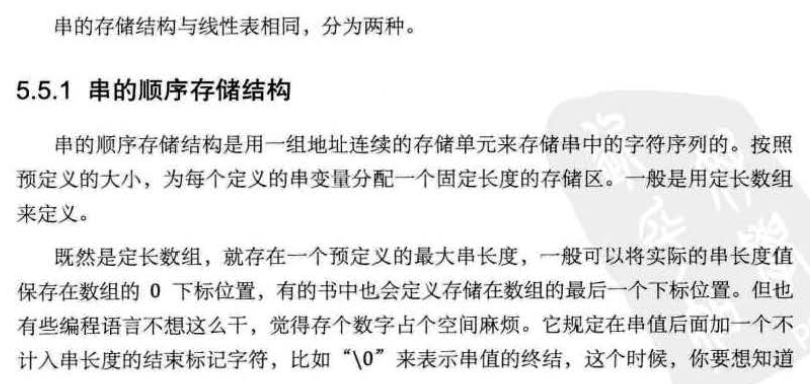 串的存储结构与线性表相同，分为两种。
5.5.1 串的顺序存储结构
串的顺序存储结构是用一组地址连续的存储单元来存储串中的字符序列的。按照
预定义的大小，为每个定义的串变量分配一个固定长度的存储区。一般是用定长数组
来定义。
既然是定长数组，就存在一个预定义的最大串长度，一般可以将实际的串长度值
保存在数组的 0 下标位置，有的书中也会定义存储在数组的最后一个下标位置。但也
有些编程语言不想这么干，觉得存个数字占个空间麻烦。它规定在串值后面加一个不
计入串长度的结束标记字符，比如“\0”来表示串值的终结，这个时候，你要想知道